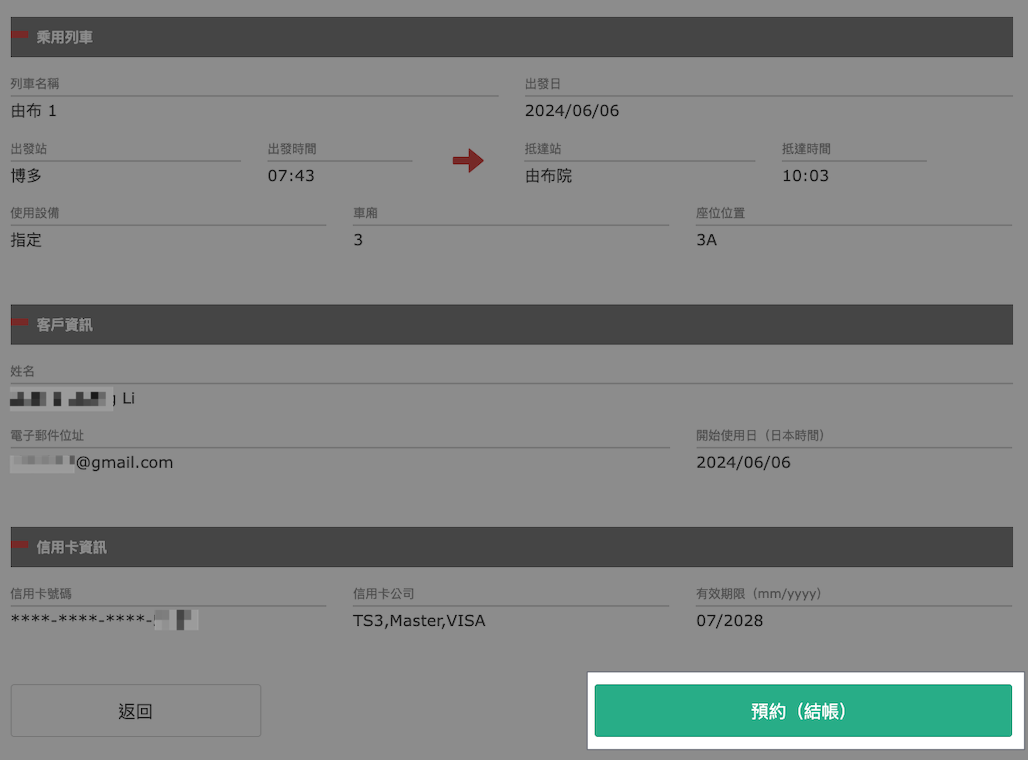 乘用列車
列車名稱 出發日
由布 1 2024/06/06
出發站 出發時間 抵達站 抵達時間
博多 07:43 由布院 10:03
使用設備 車廂 座位位置
指定 3 3A
客戶資訊
姓名
Li
電子郵件位址 開始使用日（日本時間）
@gmail.com 2024/06/06
信用卡資訊
信用卡號碼 信用卡公司 有效期限（mm/yyyy）
****-****-****- TS3,Master,VISA 07/2028
返回 預約（結帳）